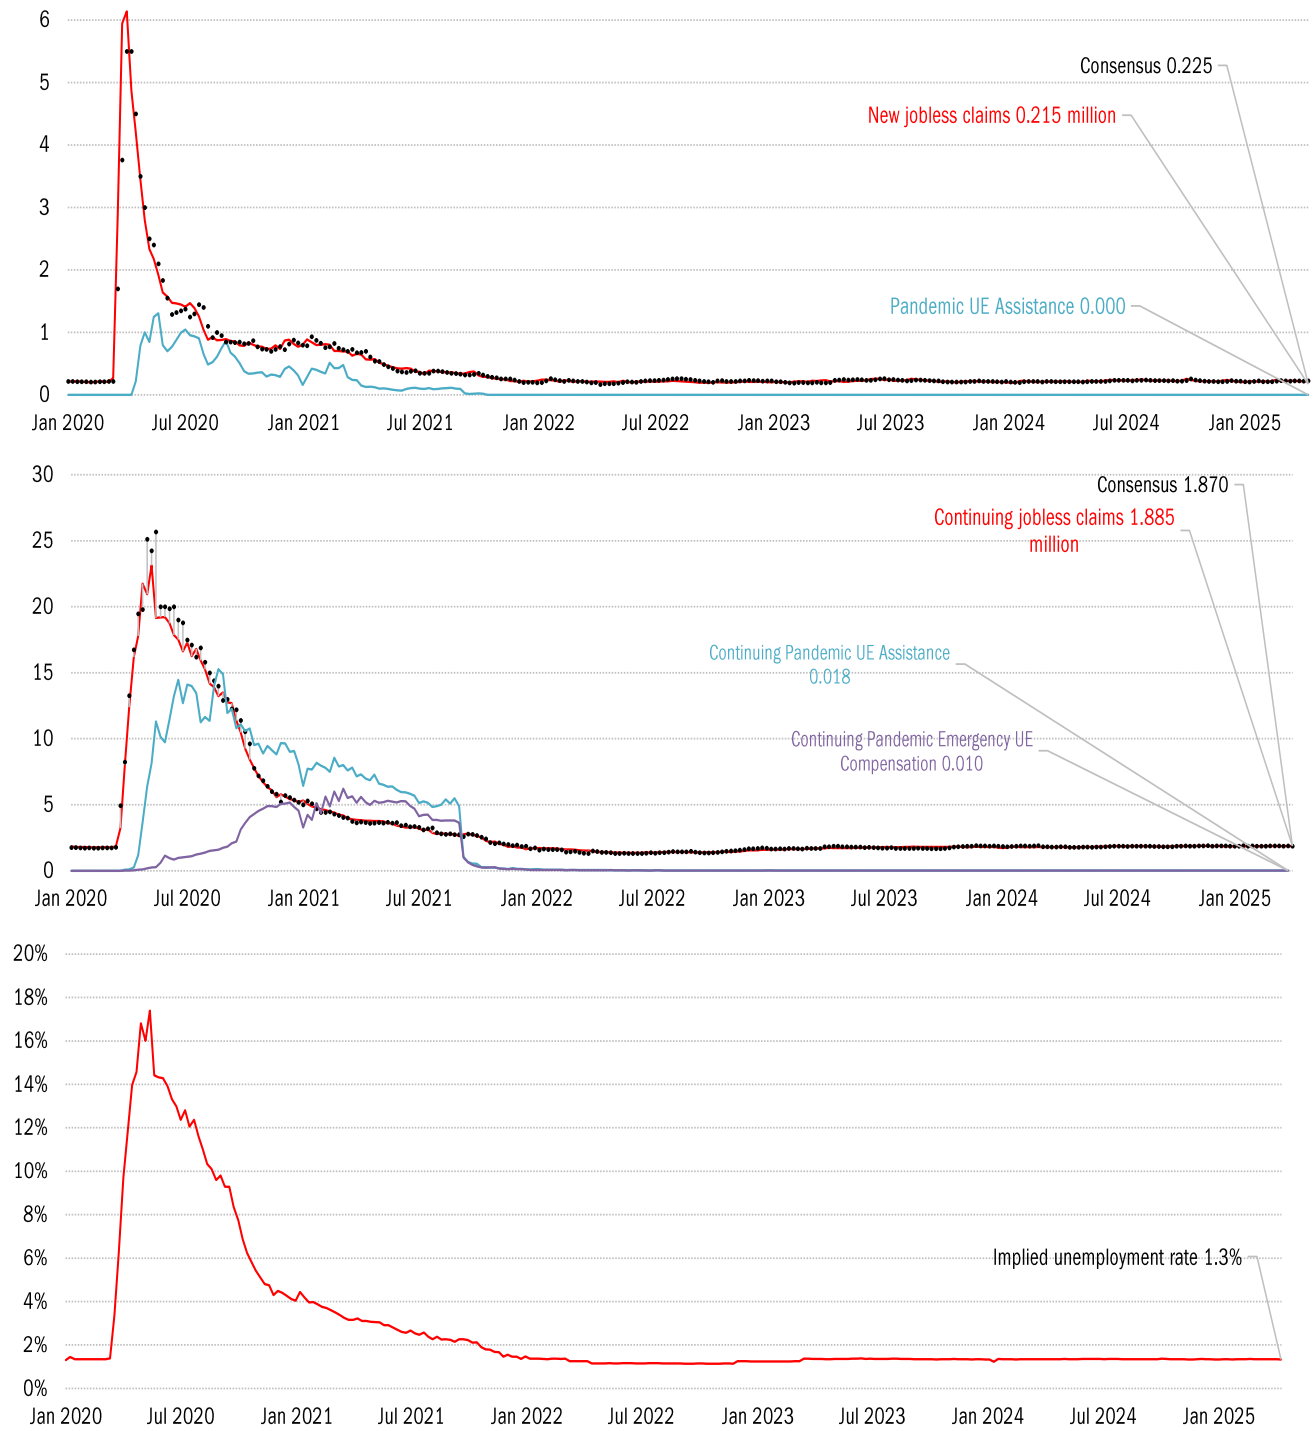 6
Consensus 0.225
5
New jobless claims 0.215 million
4
3
2
Pandemic UE Assistance 0.000
1
0
Jan 2020 Jul 2020 Jan 2021 Jul 2021 Jan 2022 Jul 2022 Jan 2023 Jul 2023 Jan 2024 Jul 2024 Jan 2025
30
Consensus 1.870
Continuing jobless claims 1.885
million
25
20
Continuing Pandemic UE Assistance
0.018
15
10
Continuing Pandemic Emergency UE
Compensation 0.010
5
0
Jan 2020 Jul 2020 Jan 2021 Jul 2021 Jan 2022 Jul 2022 Jan 2023 Jul 2023 Jan 2024 Jul 2024 Jan 2025
20%
18%
16%
14%
12%
10%
8%
6%
Implied unemployment rate 1.3%
4%
2%
0%
Jan 2020 Jul 2020 Jan 2021 Jul 2021 Jan 2022 Jul 2022 Jan 2023 Jul 2023 Jan 2024 Jul 2024 Jan 2025